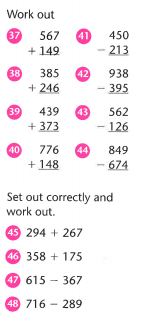 Work out
37 567 41 450
+ 149 − 213
38 385 42 938
+ 246 − 395
39 439 43 562
+ 373 − 126
40 776 44 849
+ 148 − 674
Set out correctly and
work out.
45 294 + 267
46 358 + 175
47 615 − 367
48 716 − 289